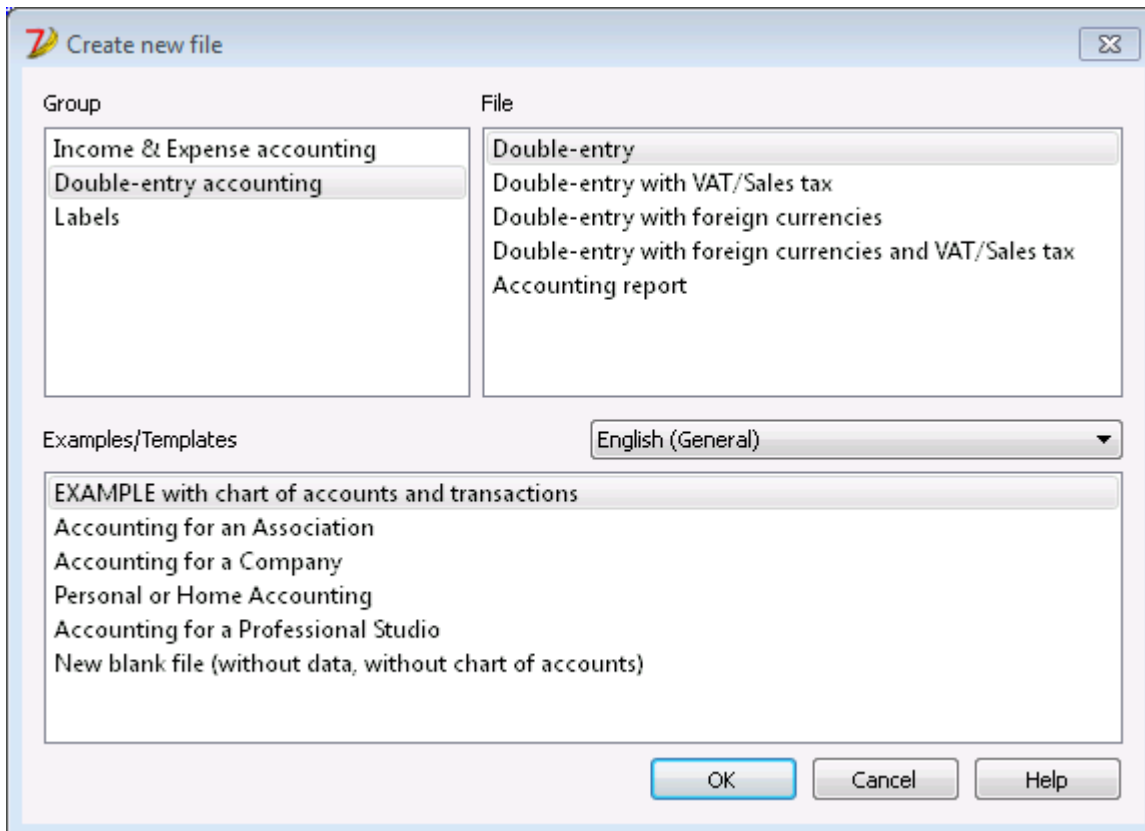 Create new file
Group
File
Income & Expense accounting
Double-entry accounting
Labels
Double-entry
Double-entry with VAT/Sales tax
Double-entry with foreign currencies
Double-entry with foreign currencies and VAT/Sales tax
Accounting report
Examples/Templates
English (General)
EXAMPLE with chart of accounts and transactions
Accounting for an Association
Accounting for a Company
Personal or Home Accounting
Accounting for a Professional Studio
New blank file (without data, without chart of accounts)
OK
Cancel
Help